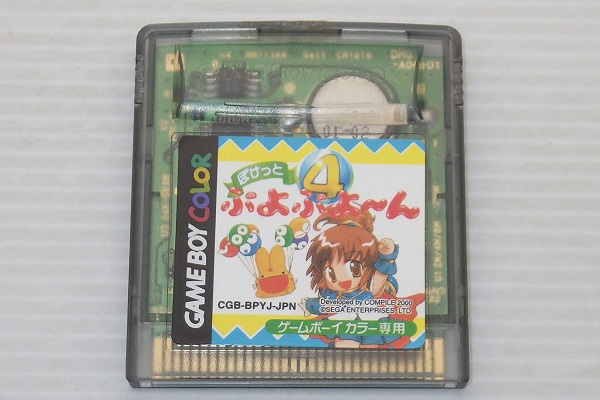 GAME BOY COLOR
ぽけっと
4
ぷよぷよ～ん
CGB-BPYJ-JPN
Developed by COMPILE 2000
©SEGA ENTERPRISES LTD
ゲームボーイ カラー専用